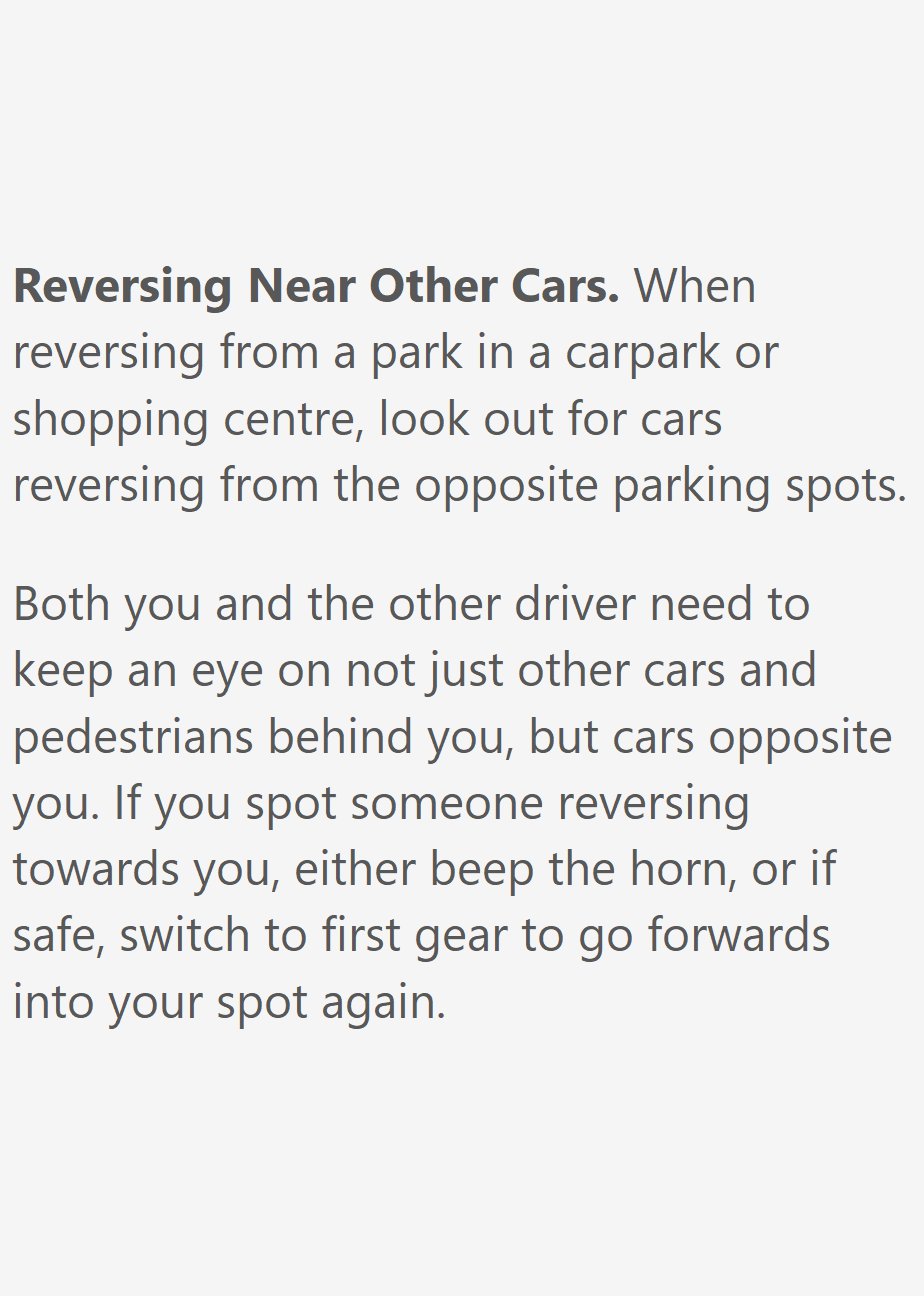 Reversing Near Other Cars. When
reversing from a park in a carpark or
shopping centre, look out for cars
reversing from the opposite parking spots.
Both you and the other driver need to
keep an eye on not just other cars and
pedestrians behind you, but cars opposite
you. If you spot someone reversing
towards you, either beep the horn, or if
safe, switch to first gear to go forwards
into your spot again.